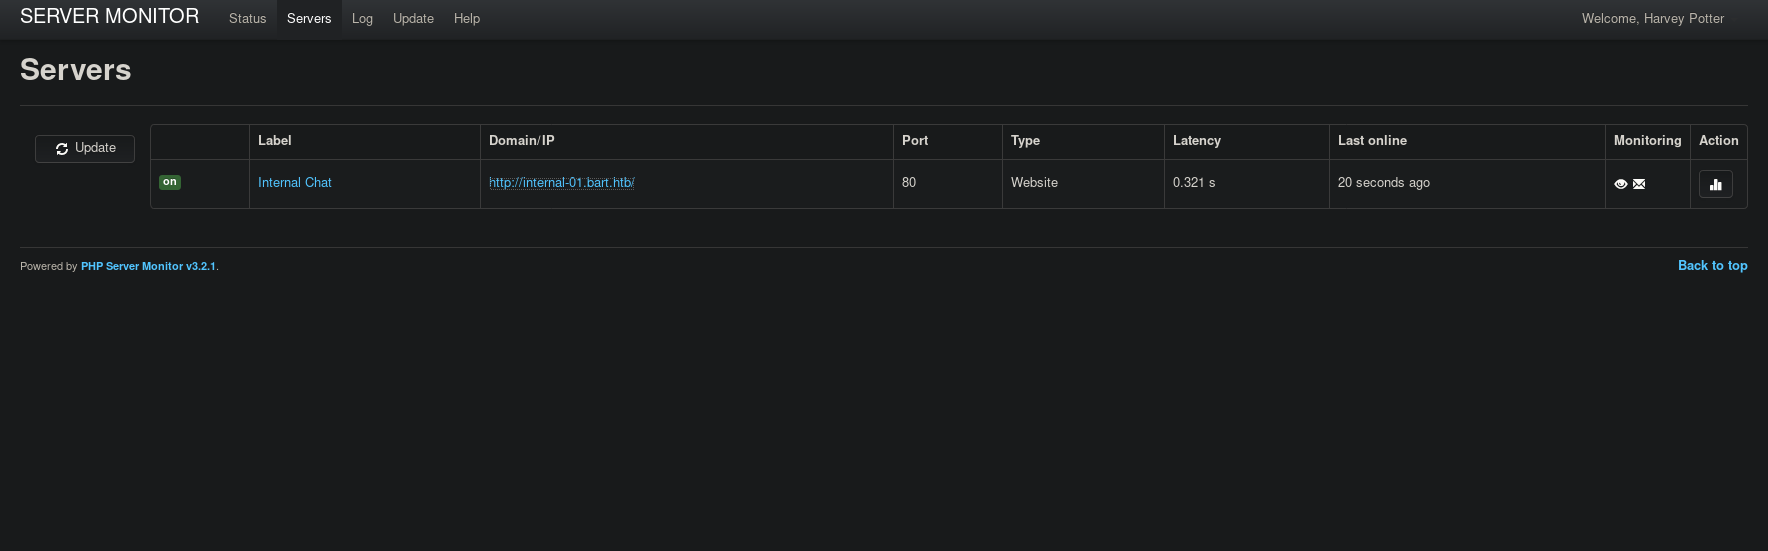 SERVER MONITOR Status Servers Log Update Help Welcome, Harvey Potter
Servers
Update
Label Domain/IP Port Type Latency Last online Monitoring Action
on Internal Chat http://internal-01.bart.htb/ 80 Website 0.321 s 20 seconds ago
Powered by PHP Server Monitor v3.2.1. Back to top